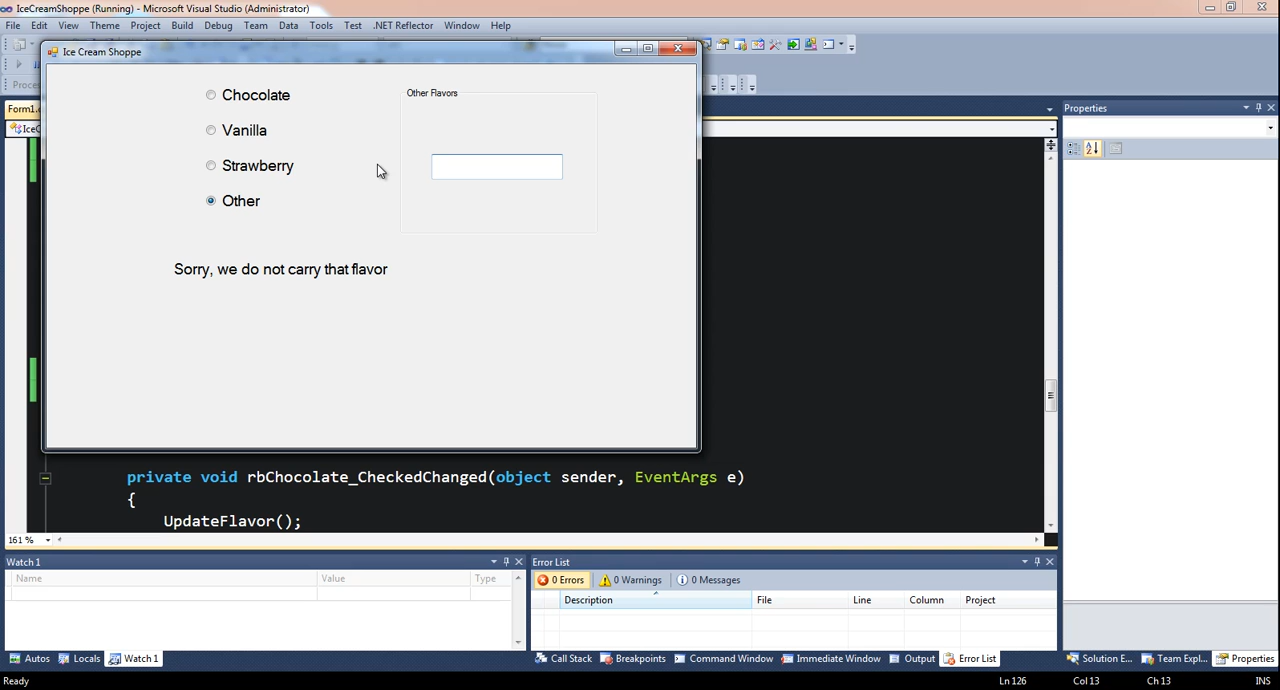 IceCreamShoppe (Running) - Microsoft Visual Studio (Administrator)
File Edit View Theme Project Build Debug Team Data Tools Test .NET Reflector Window Help
Ice Cream Shoppe
Form1.
Properties
Chocolate
Vanilla
Strawberry
Other
Other Flavors
Sorry, we do not carry that flavor
private void rbChocolate_CheckedChanged(object sender, EventArgs e)
{
UpdateFlavor();
161 %
Watch 1
Name Value Type
Error List
0 Errors 0 Warnings 0 Messages
Description File Line Column Project
Autos Locals Watch 1
Call Stack Breakpoints Command Window Immediate Window Output Error List
Solution E... Team Expl... Properties
Ready Ln 126 Col 13 Ch 13 INS